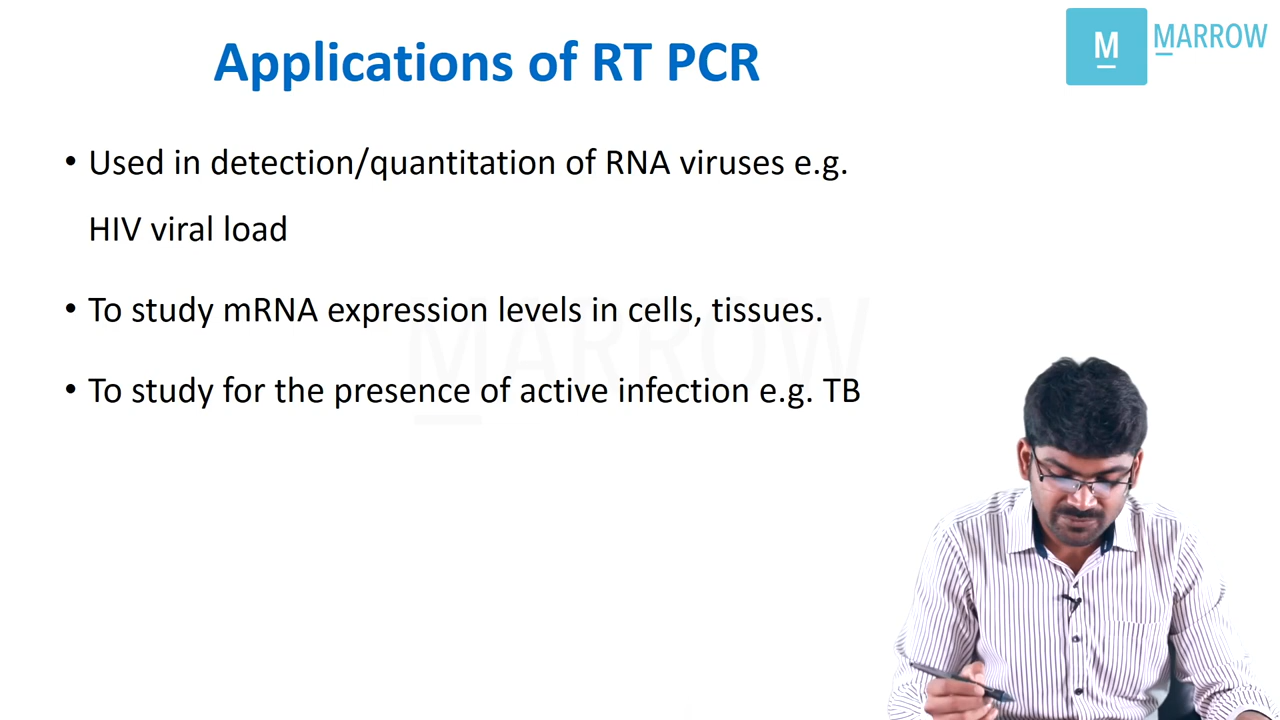 Applications of RT PCR
M MARROW
• Used in detection/quantitation of RNA viruses e.g.
HIV viral load
• To study mRNA expression levels in cells, tissues.
• To study for the presence of active infection e.g. TB
MARROW